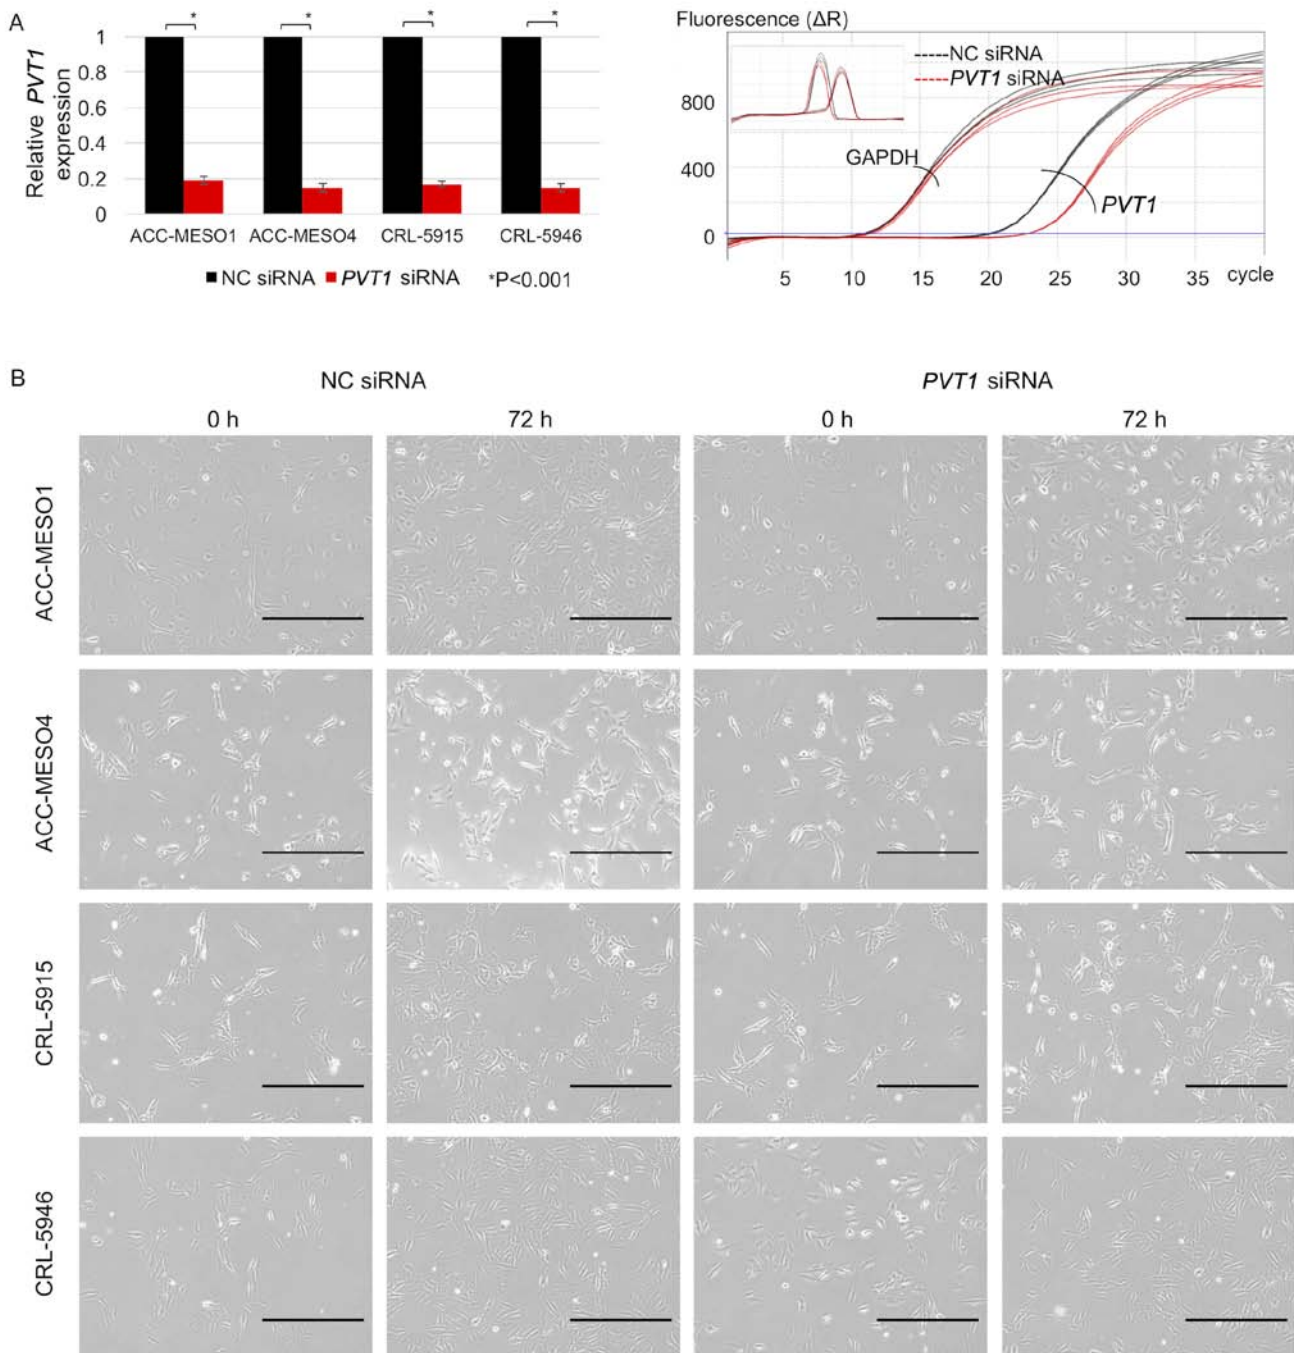 A
Relative PVT1
expression
1
0.8
0.6
0.4
0.2
0
*
*
*
*
ACC-MESO1
ACC-MESO4
CRL-5915
CRL-5946
NC siRNA
PVT1 siRNA
*P<0.001
Fluorescence (ΔR)
NC siRNA
PVT1 siRNA
800
400
0
GAPDH
PVT1
5
10
15
20
25
30
35
cycle
B
NC siRNA
PVT1 siRNA
0 h
72 h
0 h
72 h
ACC-MESO1
ACC-MESO4
CRL-5915
CRL-5946